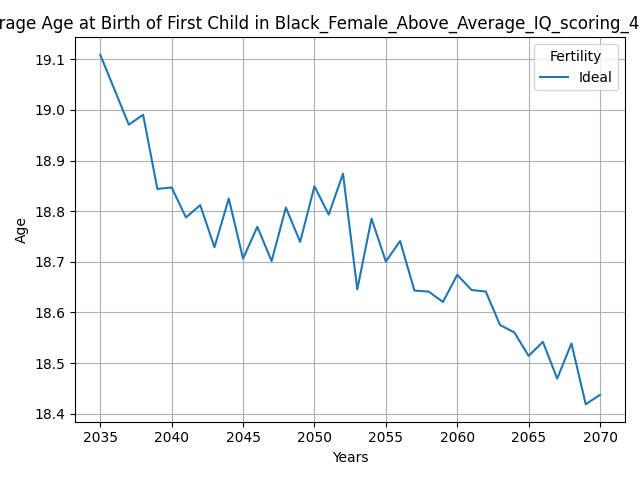 rage Age at Birth of First Child in Black_Female_Above_Average_IQ_scoring_4
Fertility
Ideal
19.1
19.0
18.9
18.8
18.7
18.6
18.5
18.4
Age
2035 2040 2045 2050 2055 2060 2065 2070
Years